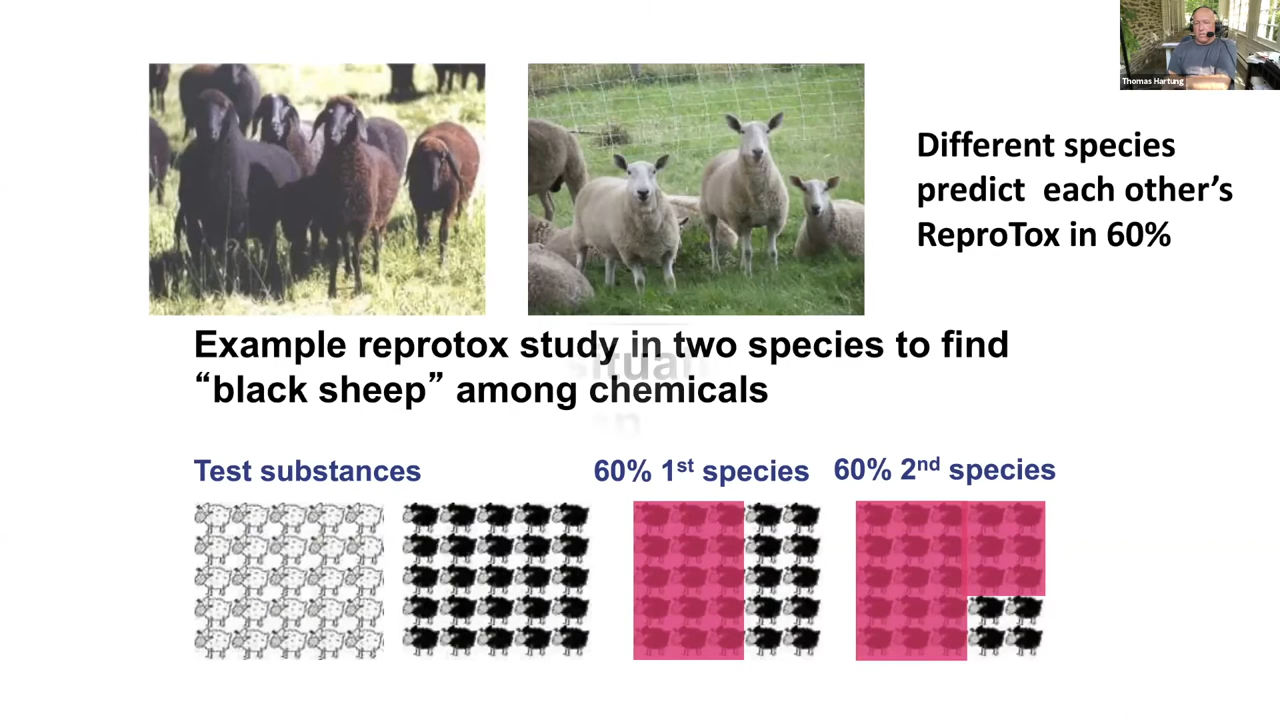 Thomas Hartung
Different species
predict each other’s
ReproTox in 60%
Example reprotox study in two species to find
“black sheep” among chemicals
Test substances
60% 1st species
60% 2nd species